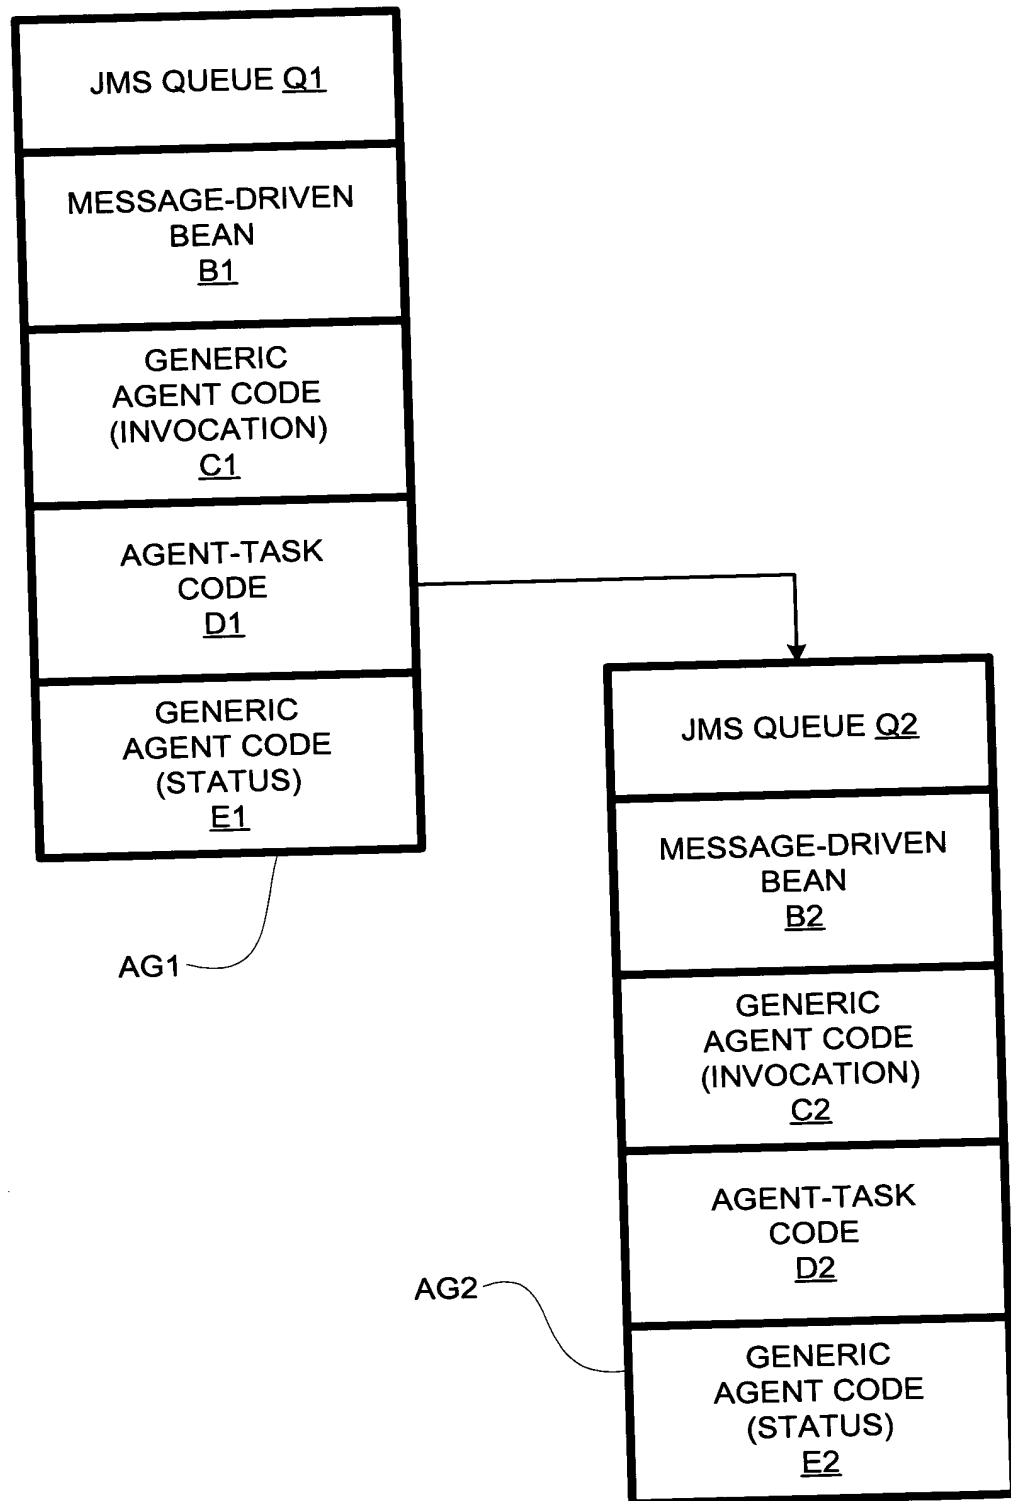 JMS QUEUE Q1
MESSAGE-DRIVEN
BEAN
B1
GENERIC
AGENT CODE
(INVOCATION)
C1
AGENT-TASK
CODE
D1
GENERIC
AGENT CODE
(STATUS)
E1
AG1
JMS QUEUE Q2
MESSAGE-DRIVEN
BEAN
B2
GENERIC
AGENT CODE
(INVOCATION)
C2
AGENT-TASK
CODE
D2
AG2
GENERIC
AGENT CODE
(STATUS)
E2